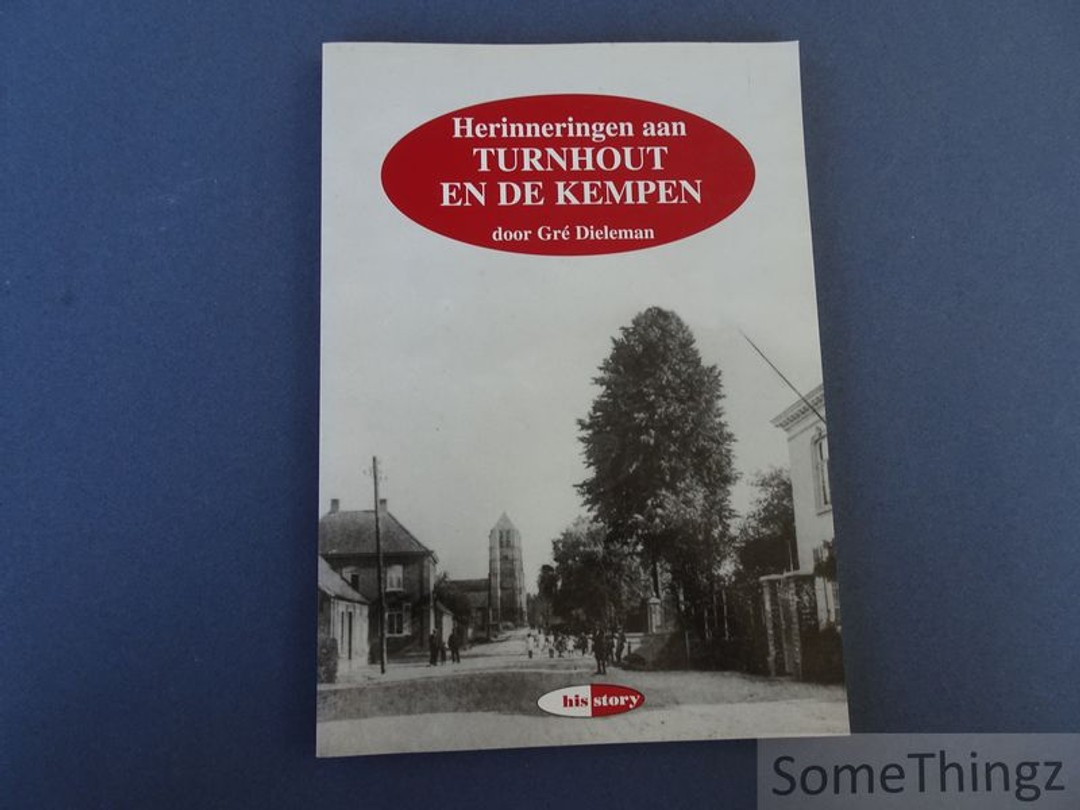 Herinneringen aan
TURNHOUT
EN DE KEMPEN
door Gré Dieleman
his story
SomeThingz